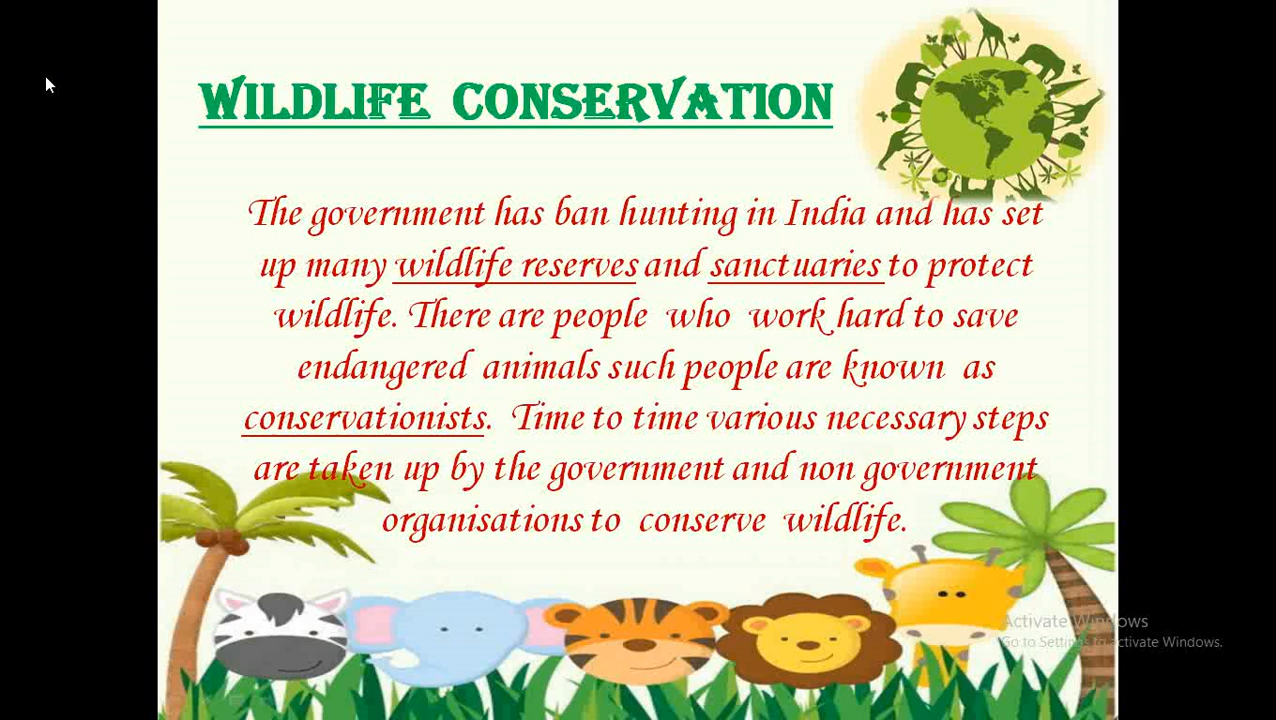 WILDLIFE CONSERVATION
The government has ban hunting in India and has set
up many wildlife reserves and sanctuaries to protect
wildlife. There are people who work hard to save
endangered animals such people are known as
conservationists. Time to time various necessary steps
are taken up by the government and non government
organisations to conserve wildlife.
Activate Windows
Go to Settings to activate Windows.